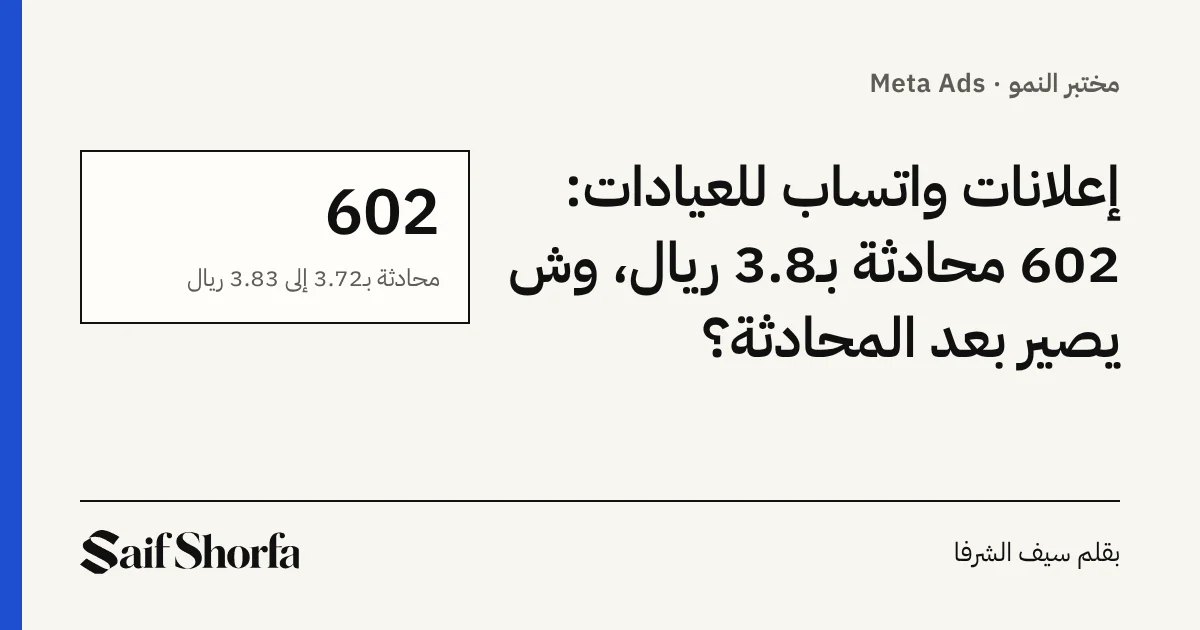 مختبر النمو · Meta Ads
إعلانات واتساب للعيادات:
602 محادثة بـ3.8 ريال، وش
يصير بعد المحادثة؟
602
محادثة بـ3.72 إلى 3.83 ريال
بقلم سيف الشرفا
Saif Shorfa